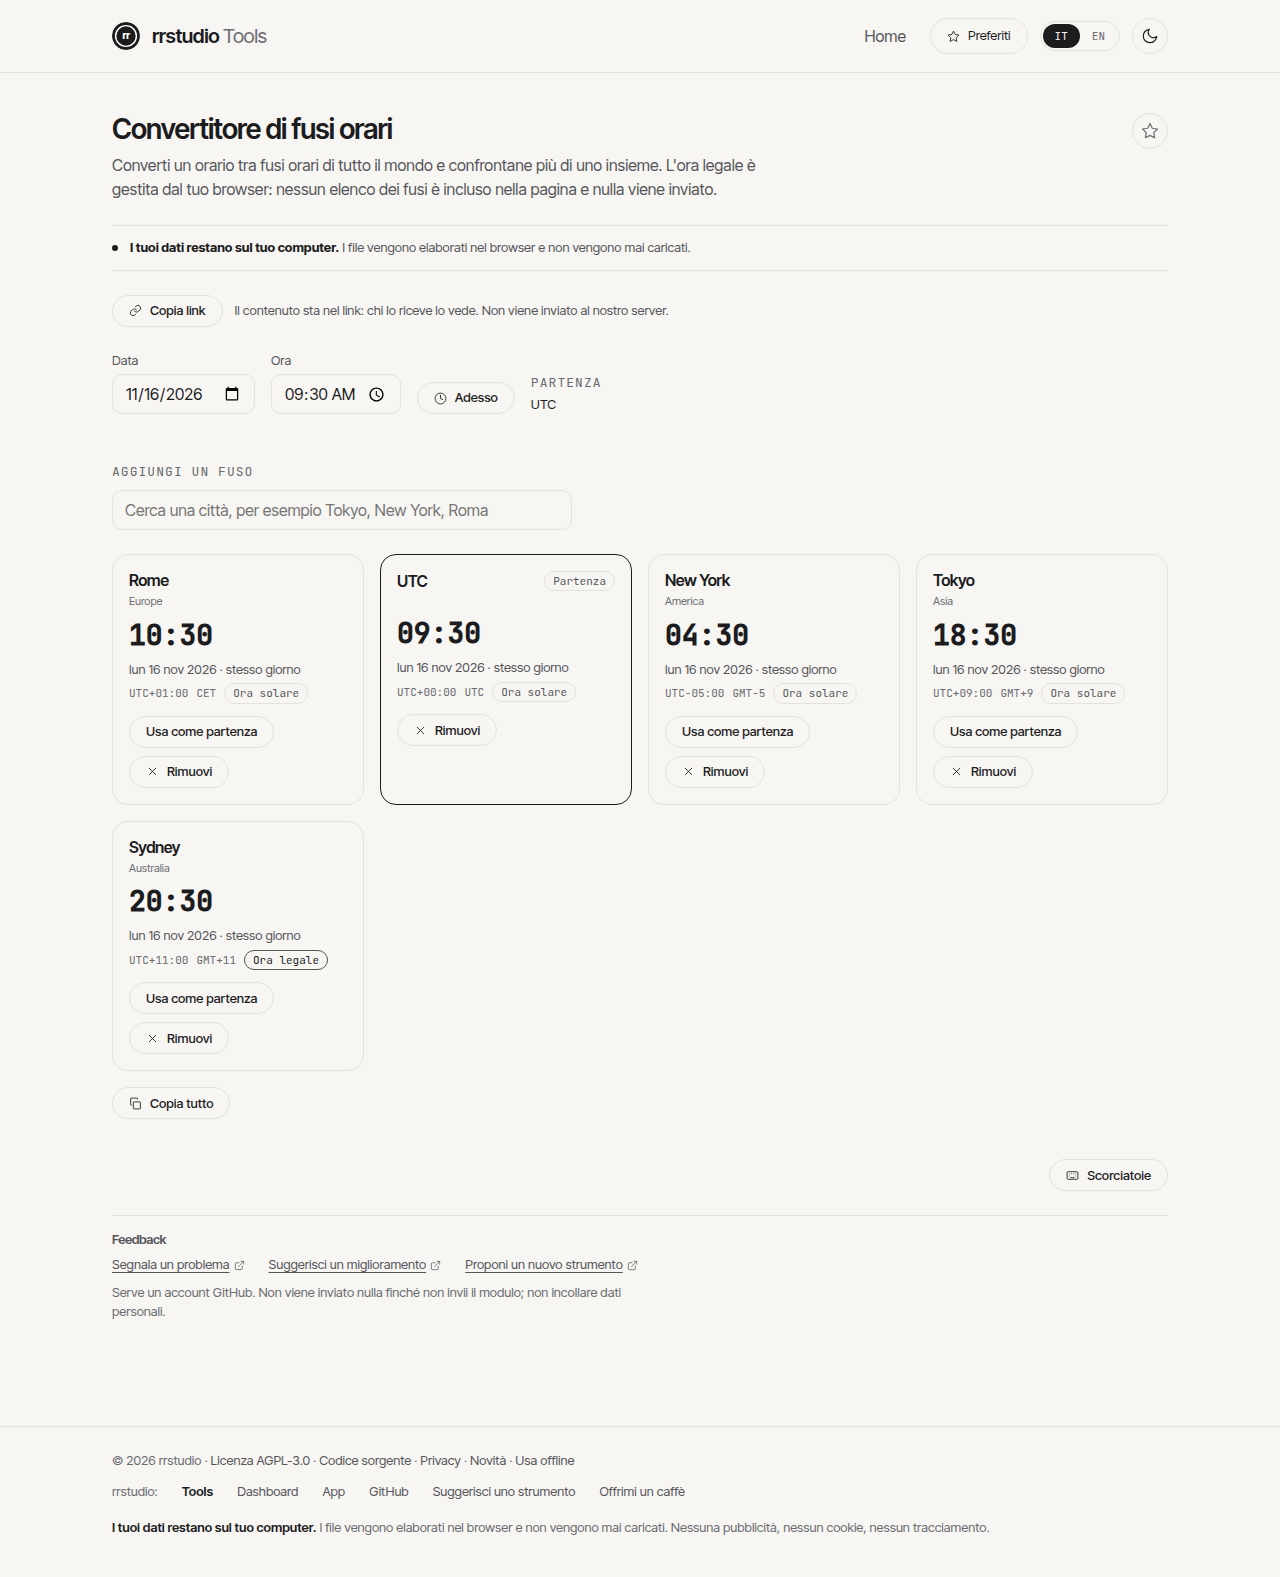 rr
rrstudio Tools
Home
Preferiti
IT
EN
Convertitore di fusi orari
Converti un orario tra fusi orari di tutto il mondo e confrontane più di uno insieme. L'ora legale è
gestita dal tuo browser: nessun elenco dei fusi è incluso nella pagina e nulla viene inviato.
I tuoi dati restano sul tuo computer. I file vengono elaborati nel browser e non vengono mai caricati.
Copia link
Il contenuto sta nel link: chi lo riceve lo vede. Non viene inviato al nostro server.
Data
Ora
11/16/2026
09:30 AM
Adesso
PARTENZA
UTC
AGGIUNGI UN FUSO
Cerca una città, per esempio Tokyo, New York, Roma
Rome
Europe
10:30
lun 16 nov 2026 · stesso giorno
UTC+01:00 CET Ora solare
Usa come partenza
Rimuovi
UTC
Partenza
09:30
lun 16 nov 2026 · stesso giorno
UTC+00:00 UTC Ora solare
Rimuovi
New York
America
04:30
lun 16 nov 2026 · stesso giorno
UTC-05:00 GMT-5 Ora solare
Usa come partenza
Rimuovi
Tokyo
Asia
18:30
lun 16 nov 2026 · stesso giorno
UTC+09:00 GMT+9 Ora solare
Usa come partenza
Rimuovi
Sydney
Australia
20:30
lun 16 nov 2026 · stesso giorno
UTC+11:00 GMT+11 Ora legale
Usa come partenza
Rimuovi
Copia tutto
Scorciatoie
Feedback
Segnala un problema
Suggerisci un miglioramento
Proponi un nuovo strumento
Serve un account GitHub. Non viene inviato nulla finché non invii il modulo; non incollare dati
personali.
© 2026 rrstudio · Licenza AGPL-3.0 · Codice sorgente · Privacy · Novità · Usa offline
rrstudio: Tools Dashboard App GitHub Suggerisci uno strumento Offrimi un caffè
I tuoi dati restano sul tuo computer. I file vengono elaborati nel browser e non vengono mai caricati. Nessuna pubblicità, nessun cookie, nessun tracciamento.